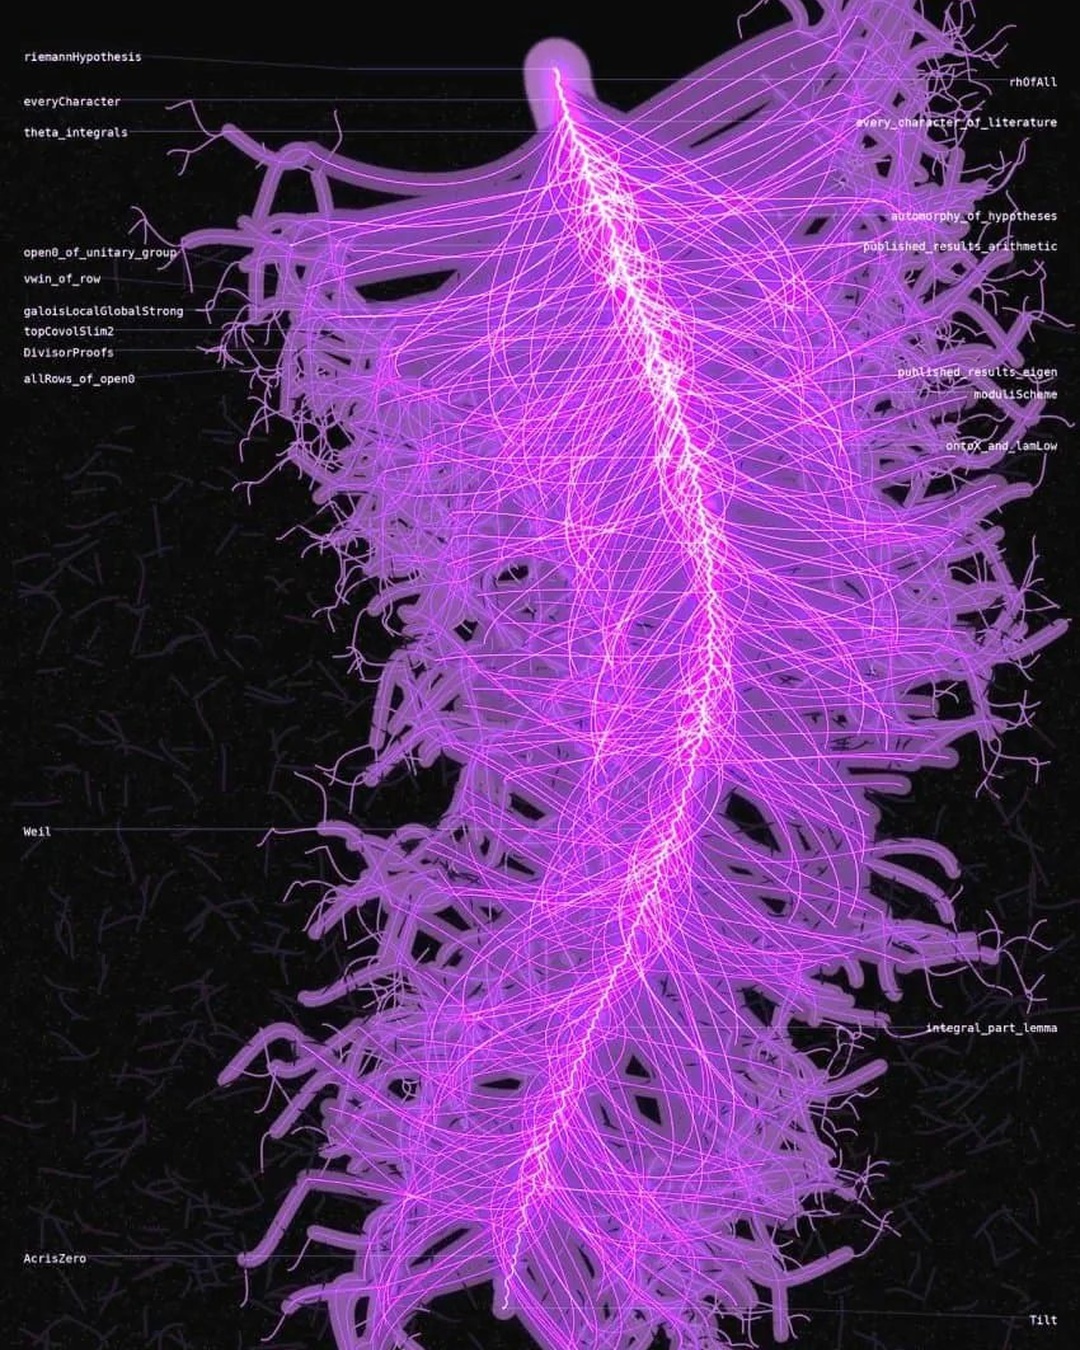 riemannHypothesis
rhOfAll
everyCharacter
every_character_of_literature
theta_integrals
automorphy_of_hypotheses
published_results_arithmetic
open0_of_unitary_group
vwin_of_row
galoisLocalGlobalStrong
topCovolSlim2
DivisorProofs
published_results_eigen
allRows_of_open0
moduliScheme
ontoX_and_lamLow
Weil
integral_part_lemma
AcrisZero
Tilt